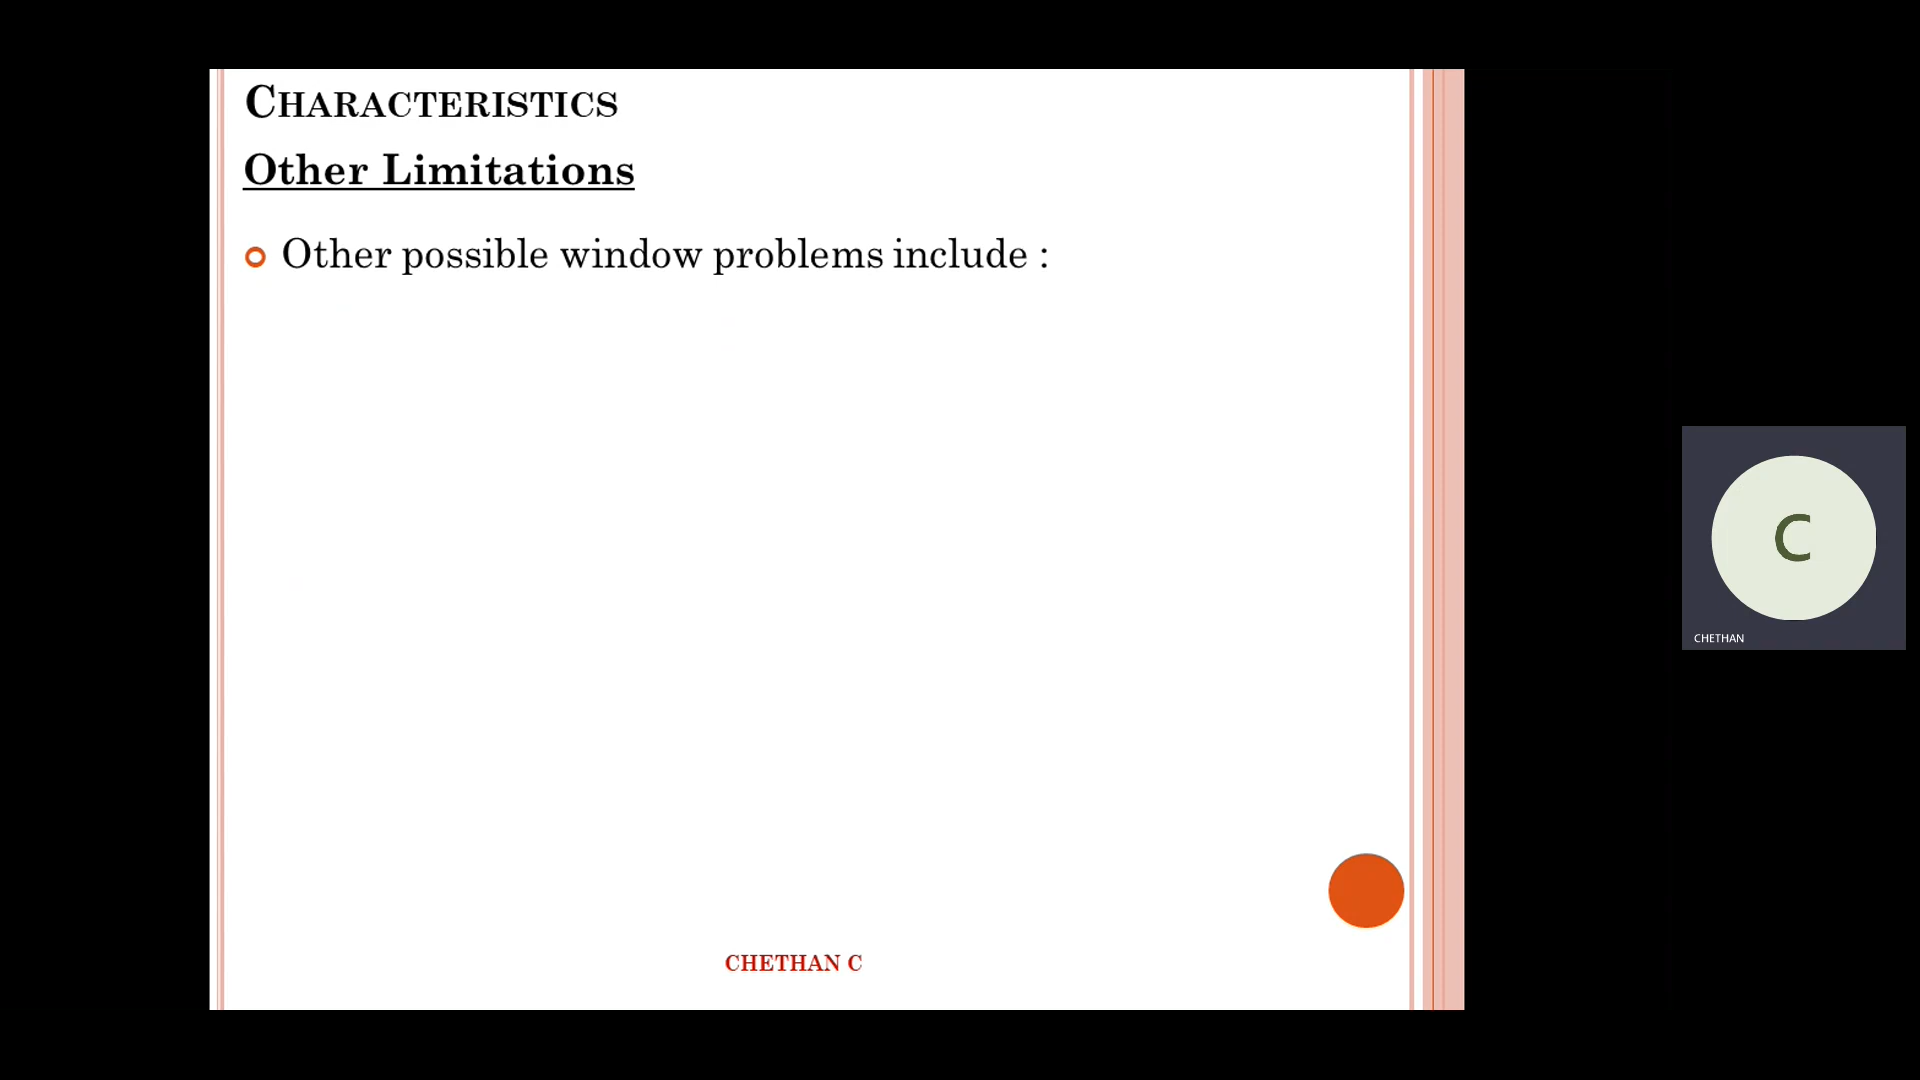 CHARACTERISTICS
Other Limitations
Other possible window problems include :
C
CHETHAN
CHETHAN C